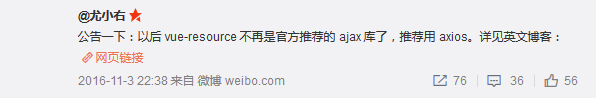 @尤小右
公告一下：以后 vue-resource 不再是官方推荐的 ajax 库了，推荐用 axios。详见英文博客：
网页链接
2016-11-3 22:38 来自 微博 weibo.com 76 36 56